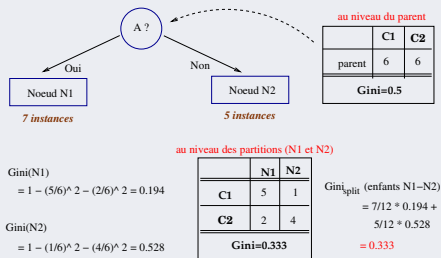 au niveau du parent
A ?
C1 C2
parent 6 6
Gini=0.5
Oui
Non
Noeud N1
Noeud N2
7 instances
5 instances
au niveau des partitions (N1 et N2)
N1 N2
C1 5 1
C2 2 4
Gini=0.333
Gini(N1)
= 1 − (5/6)^ 2 − (2/6)^ 2 = 0.194
Gini(N2)
= 1 − (1/6)^ 2 − (4/6)^ 2 = 0.528
Gini split (enfants N1−N2)
= 7/12 * 0.194 +
5/12 * 0.528
= 0.333